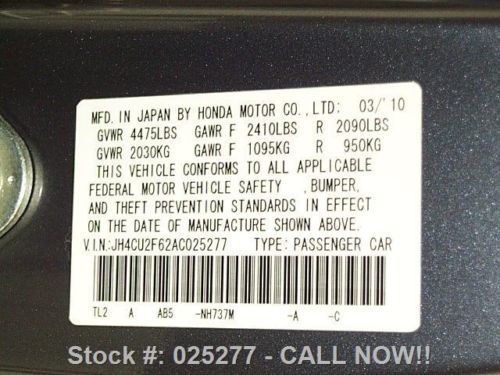 MFD. IN JAPAN BY HONDA MOTOR CO., LTD: 03/'10
GVWR 4475LBS GAWR F 2410LBS R 2090LBS
GVWR 2030KG GAWR F 1095KG R 950KG
THIS VEHICLE CONFORMS TO ALL APPLICABLE
FEDERAL MOTOR VEHICLE SAFETY , BUMPER,
AND THEFT PREVENTION STANDARDS IN EFFECT
ON THE DATE OF MANUFACTURE SHOWN ABOVE.
V.I.N:JH4CU2F62AC025277 TYPE: PASSENGER CAR
TL2 A AB5 -NH737M -A -C
Stock #: 025277 - CALL NOW!!